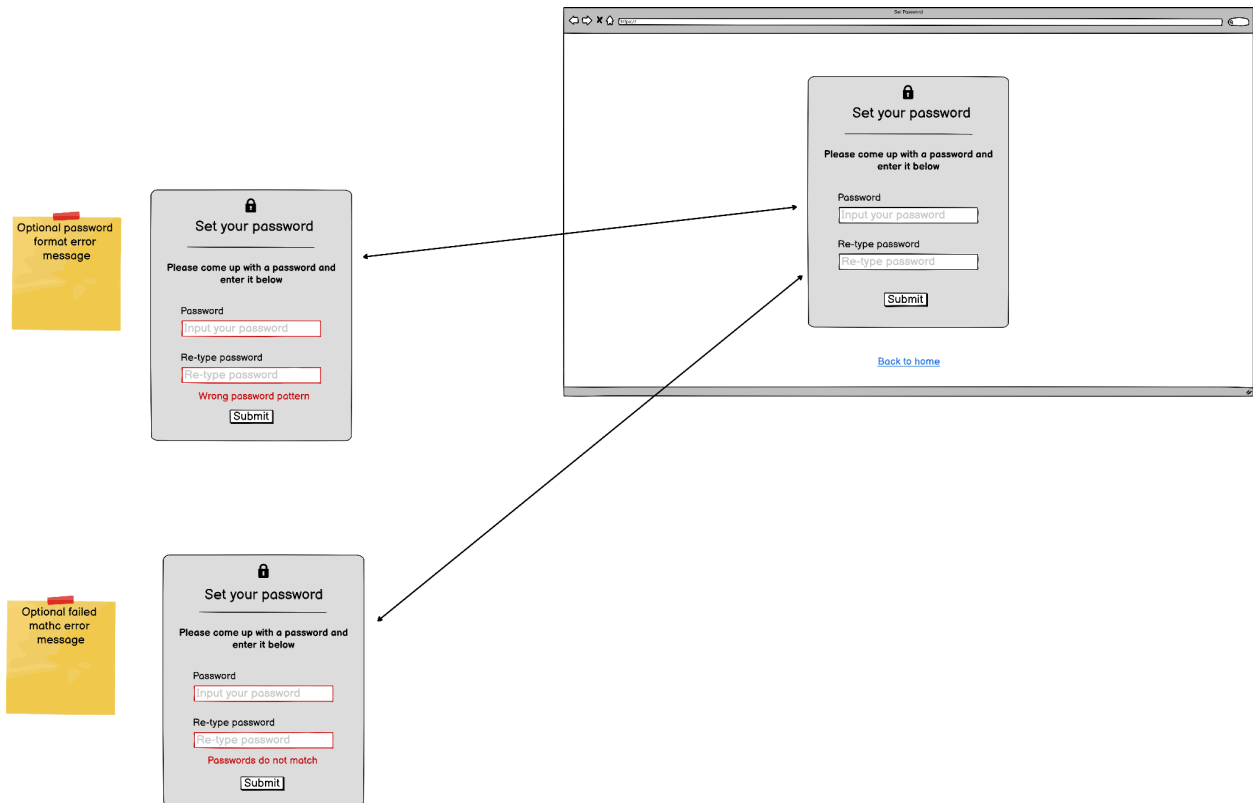 Set Password
https://
Set your password
Please come up with a password and
enter it below
Password
Input your password
Re-type password
Re-type password
Submit
Back to home
Optional password
format error
message
Set your password
Please come up with a password and
enter it below
Password
Input your password
Re-type password
Re-type password
Wrong password pattern
Submit
Optional failed
mathc error
message
Set your password
Please come up with a password and
enter it below
Password
Input your password
Re-type password
Re-type password
Passwords do not match
Submit